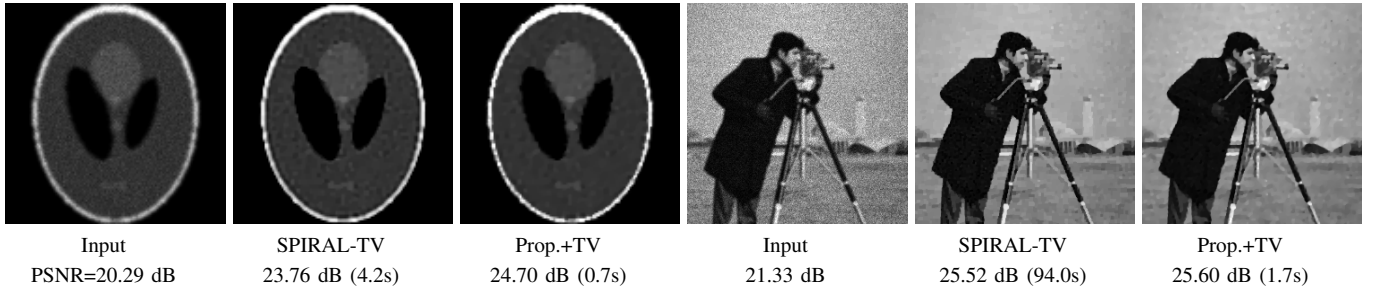 Input SPIRAL-TV Prop.+TV Input SPIRAL-TV Prop.+TV
PSNR=20.29 dB 23.76 dB (4.2s) 24.70 dB (0.7s) 21.33 dB 25.52 dB (94.0s) 25.60 dB (1.7s)